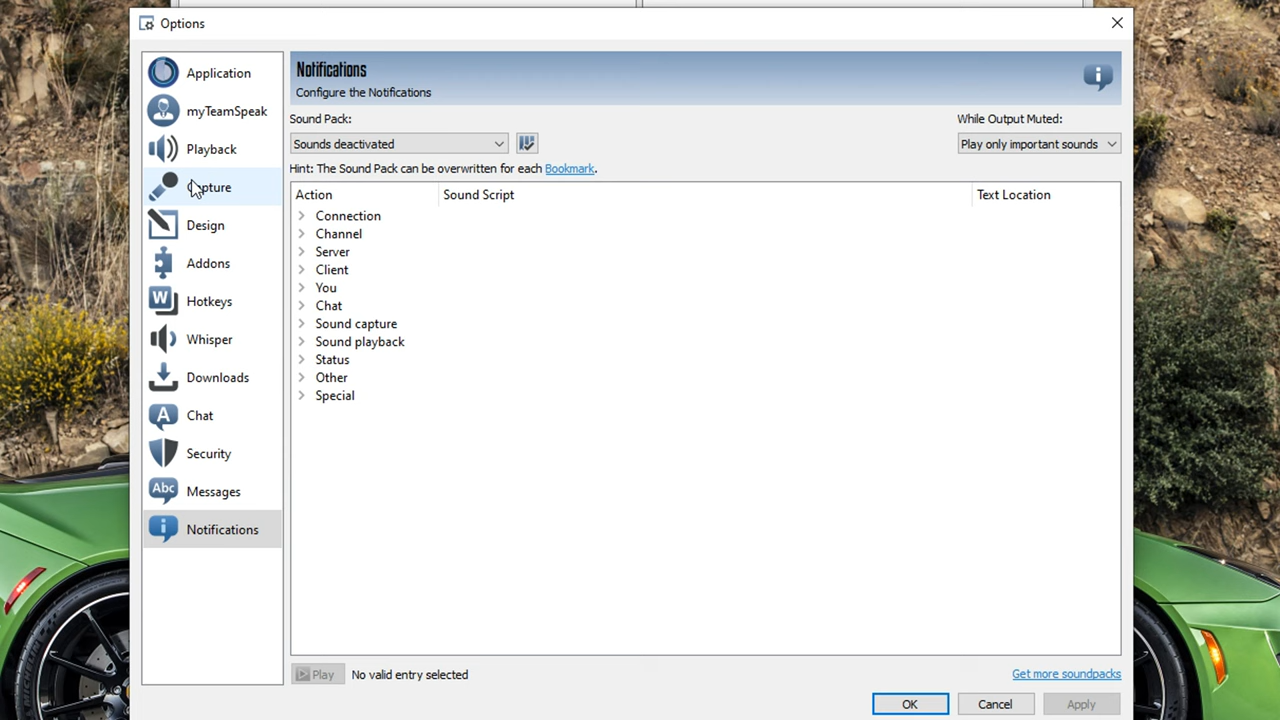 Options
Application
myTeamSpeak
Playback
Capture
Design
Addons
Hotkeys
Whisper
Downloads
Chat
Security
Messages
Notifications
Notifications
Configure the Notifications
Sound Pack:
While Output Muted:
Sounds deactivated
Play only important sounds
Hint: The Sound Pack can be overwritten for each Bookmark.
Action Sound Script Text Location
Connection
Channel
Server
Client
You
Chat
Sound capture
Sound playback
Status
Other
Special
Play No valid entry selected
Get more soundpacks
OK Cancel Apply